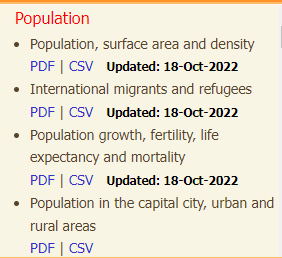 Population
• Population, surface area and density
PDF | CSV Updated: 18-Oct-2022
• International migrants and refugees
PDF | CSV Updated: 18-Oct-2022
• Population growth, fertility, life
expectancy and mortality
PDF | CSV Updated: 18-Oct-2022
• Population in the capital city, urban and
rural areas
PDF | CSV